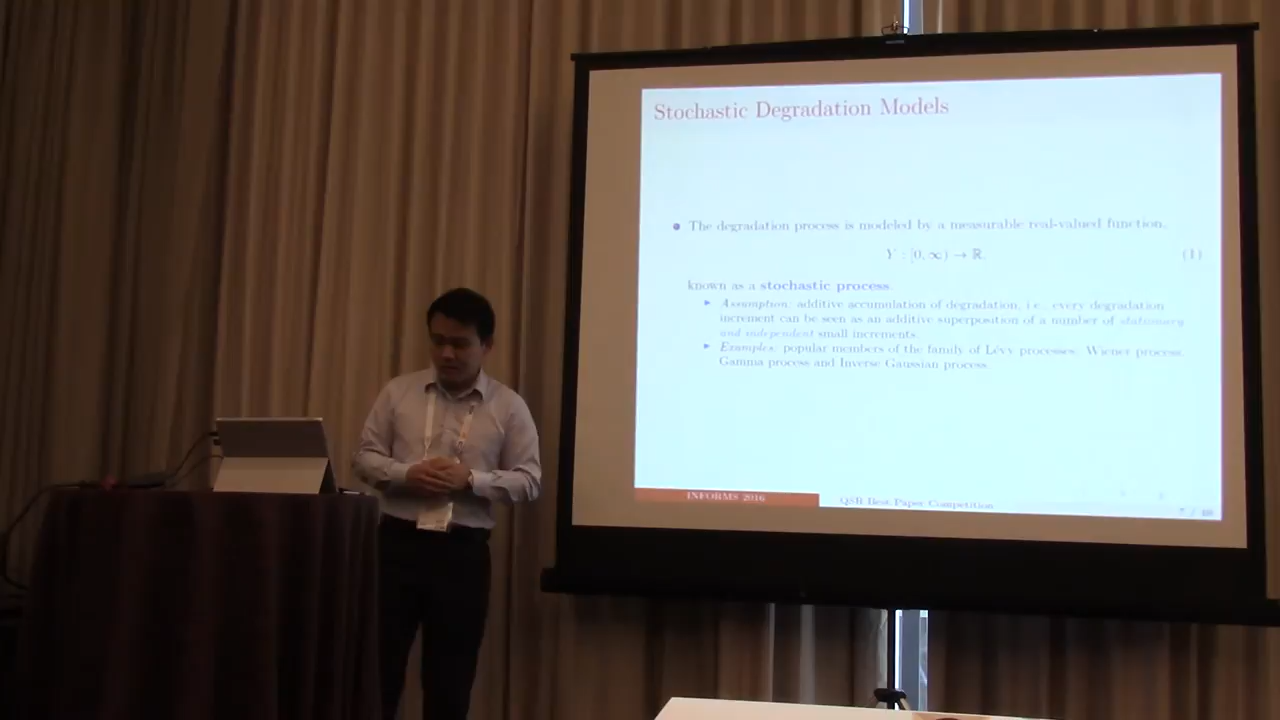 Stochastic Degradation Models
The degradation process is modeled by a measurable real-valued function,
Y : [0, ∞) → ℝ, (1)
known as a stochastic process.
Assumption: additive accumulation of degradation, i.e., every degradation
increment can be seen as an additive superposition of a number of stationary
and independent small increments.
Examples: popular members of the family of Lévy processes: Wiener process,
Gamma process and Inverse Gaussian process.
INFORMS 2016 QSR Best Paper Competition